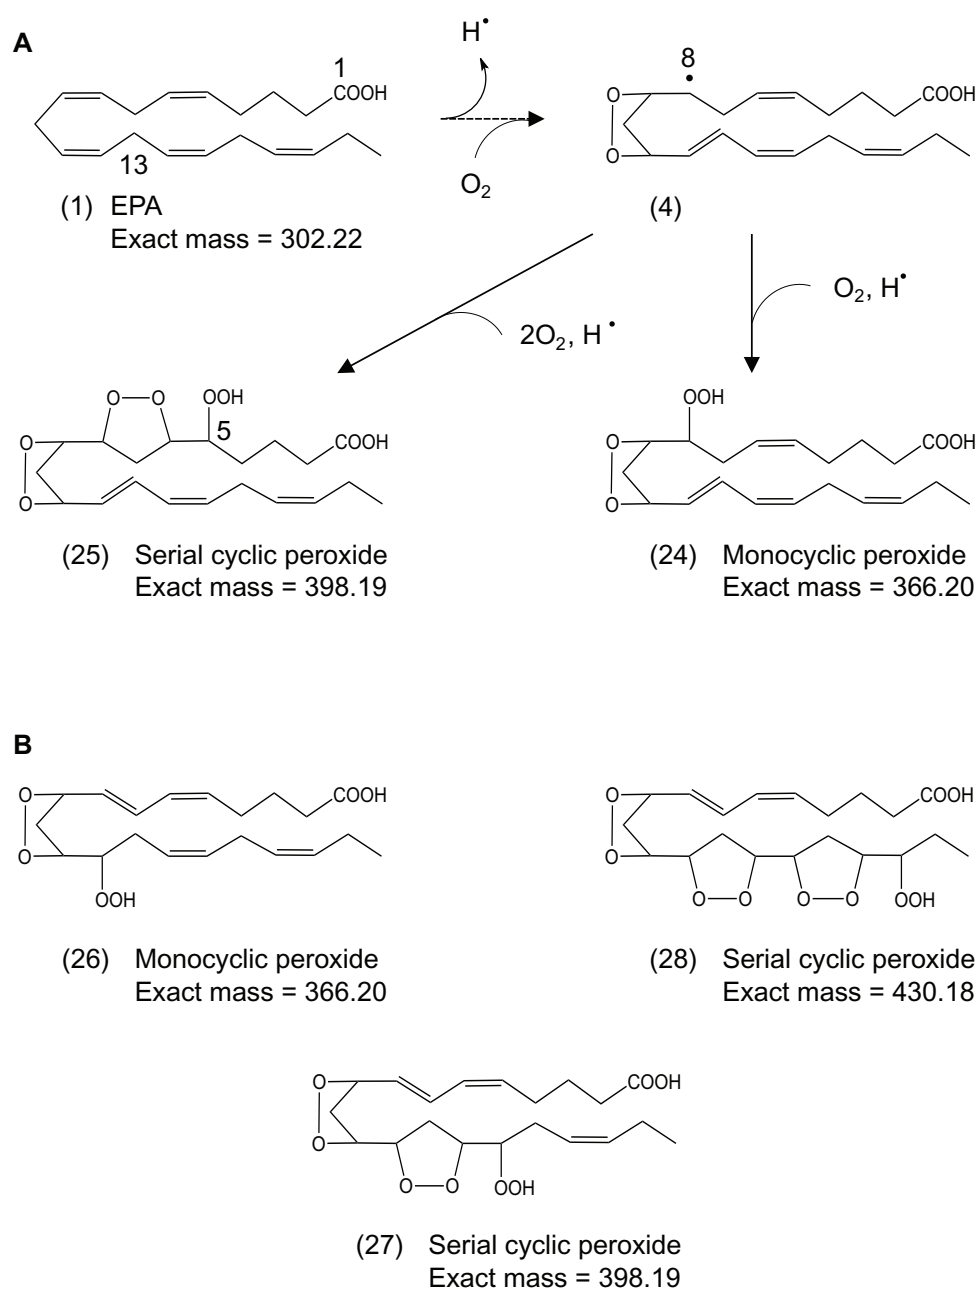 A
H•
1
COOH
13
(1) EPA
Exact mass = 302.22
O2
8
•
O
O
COOH
(4)
2O2, H•
O2, H•
O O OOH
5
O
O
COOH
(25) Serial cyclic peroxide
Exact mass = 398.19
OOH
O
O
COOH
(24) Monocyclic peroxide
Exact mass = 366.20
B
O
O
COOH
OOH
(26) Monocyclic peroxide
Exact mass = 366.20
O
O
COOH
O O O O OOH
(28) Serial cyclic peroxide
Exact mass = 430.18
O
O
COOH
O O OOH
(27) Serial cyclic peroxide
Exact mass = 398.19